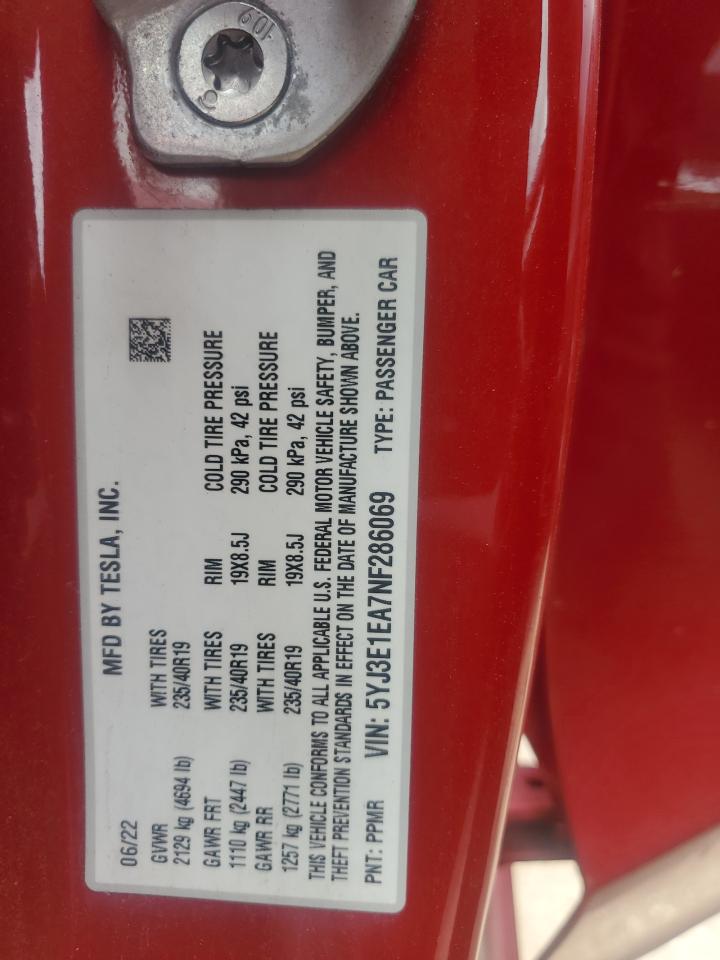 109
MFD BY TESLA, INC.
06/22
GVWR WITH TIRES
2129 kg (4694 lb) 235/40R19
GAWR FRT WITH TIRES RIM COLD TIRE PRESSURE
1110 kg (2447 lb) 235/40R19 19X8.5J 290 kPa, 42 psi
GAWR RR WITH TIRES RIM COLD TIRE PRESSURE
1257 kg (2771 lb) 235/40R19 19X8.5J 290 kPa, 42 psi
THIS VEHICLE CONFORMS TO ALL APPLICABLE U.S. FEDERAL MOTOR VEHICLE SAFETY, BUMPER, AND
THEFT PREVENTION STANDARDS IN EFFECT ON THE DATE OF MANUFACTURE SHOWN ABOVE.
PNT: PPMR VIN: 5YJ3E1EA7NF286069 TYPE: PASSENGER CAR